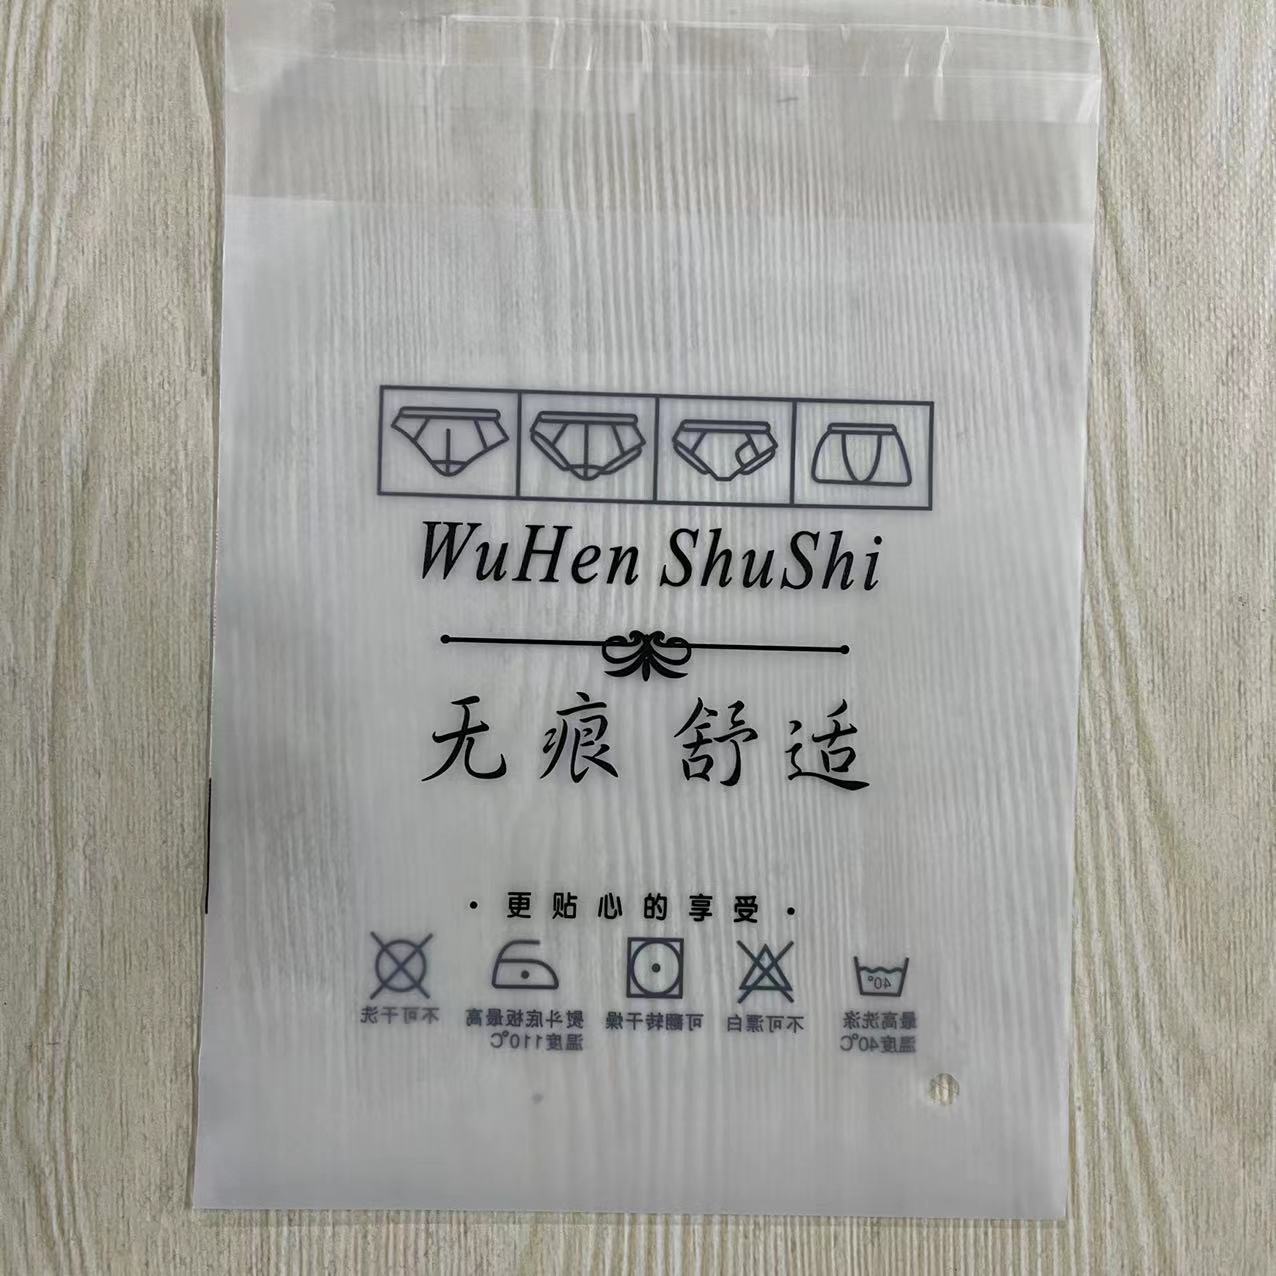 WuHen ShuShi
无痕 舒适
·更贴心的享受·
不可干洗
熨斗底板最高
温度110℃
可翻转干燥
不可漂白
40°
最高洗涤
温度40℃